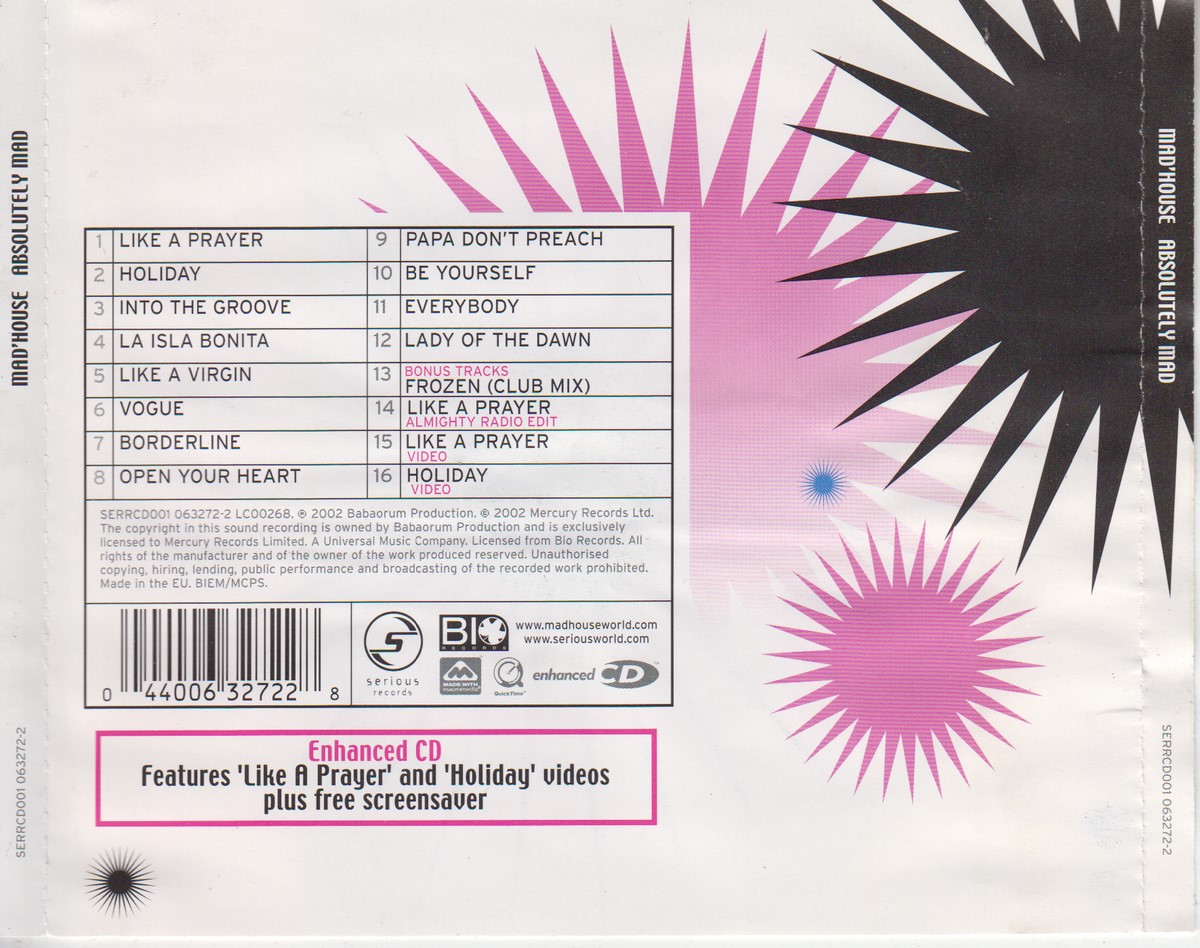 MAD'HOUSE ABSOLUTELY MAD
SERRCD001 063272-2
1 LIKE A PRAYER
2 HOLIDAY
3 INTO THE GROOVE
4 LA ISLA BONITA
5 LIKE A VIRGIN
6 VOGUE
7 BORDERLINE
8 OPEN YOUR HEART
9 PAPA DON'T PREACH
10 BE YOURSELF
11 EVERYBODY
12 LADY OF THE DAWN
BONUS TRACKS
13 FROZEN (CLUB MIX)
14 LIKE A PRAYER
ALMIGHTY RADIO EDIT
15 LIKE A PRAYER
VIDEO
16 HOLIDAY
VIDEO
SERRCD001 063272-2 LC00268. ℗ 2002 Babaorum Production. © 2002 Mercury Records Ltd.
The copyright in this sound recording is owned by Babaorum Production and is exclusively
licensed to Mercury Records Limited. A Universal Music Company. Licensed from Bio Records. All
rights of the manufacturer and of the owner of the work produced reserved. Unauthorised
copying, hiring, lending, public performance and broadcasting of the recorded work prohibited.
Made in the EU. BIEM/MCPS.
0 44006 32722 8
S
serious
records
BIO
RECORDS
www.madhouseworld.com
www.seriousworld.com
MADE WITH
MACROMEDIA
QuickTime™
enhanced CD™
Enhanced CD
Features 'Like A Prayer' and 'Holiday' videos
plus free screensaver
MAD'HOUSE ABSOLUTELY MAD
SERRCD001 063272-2